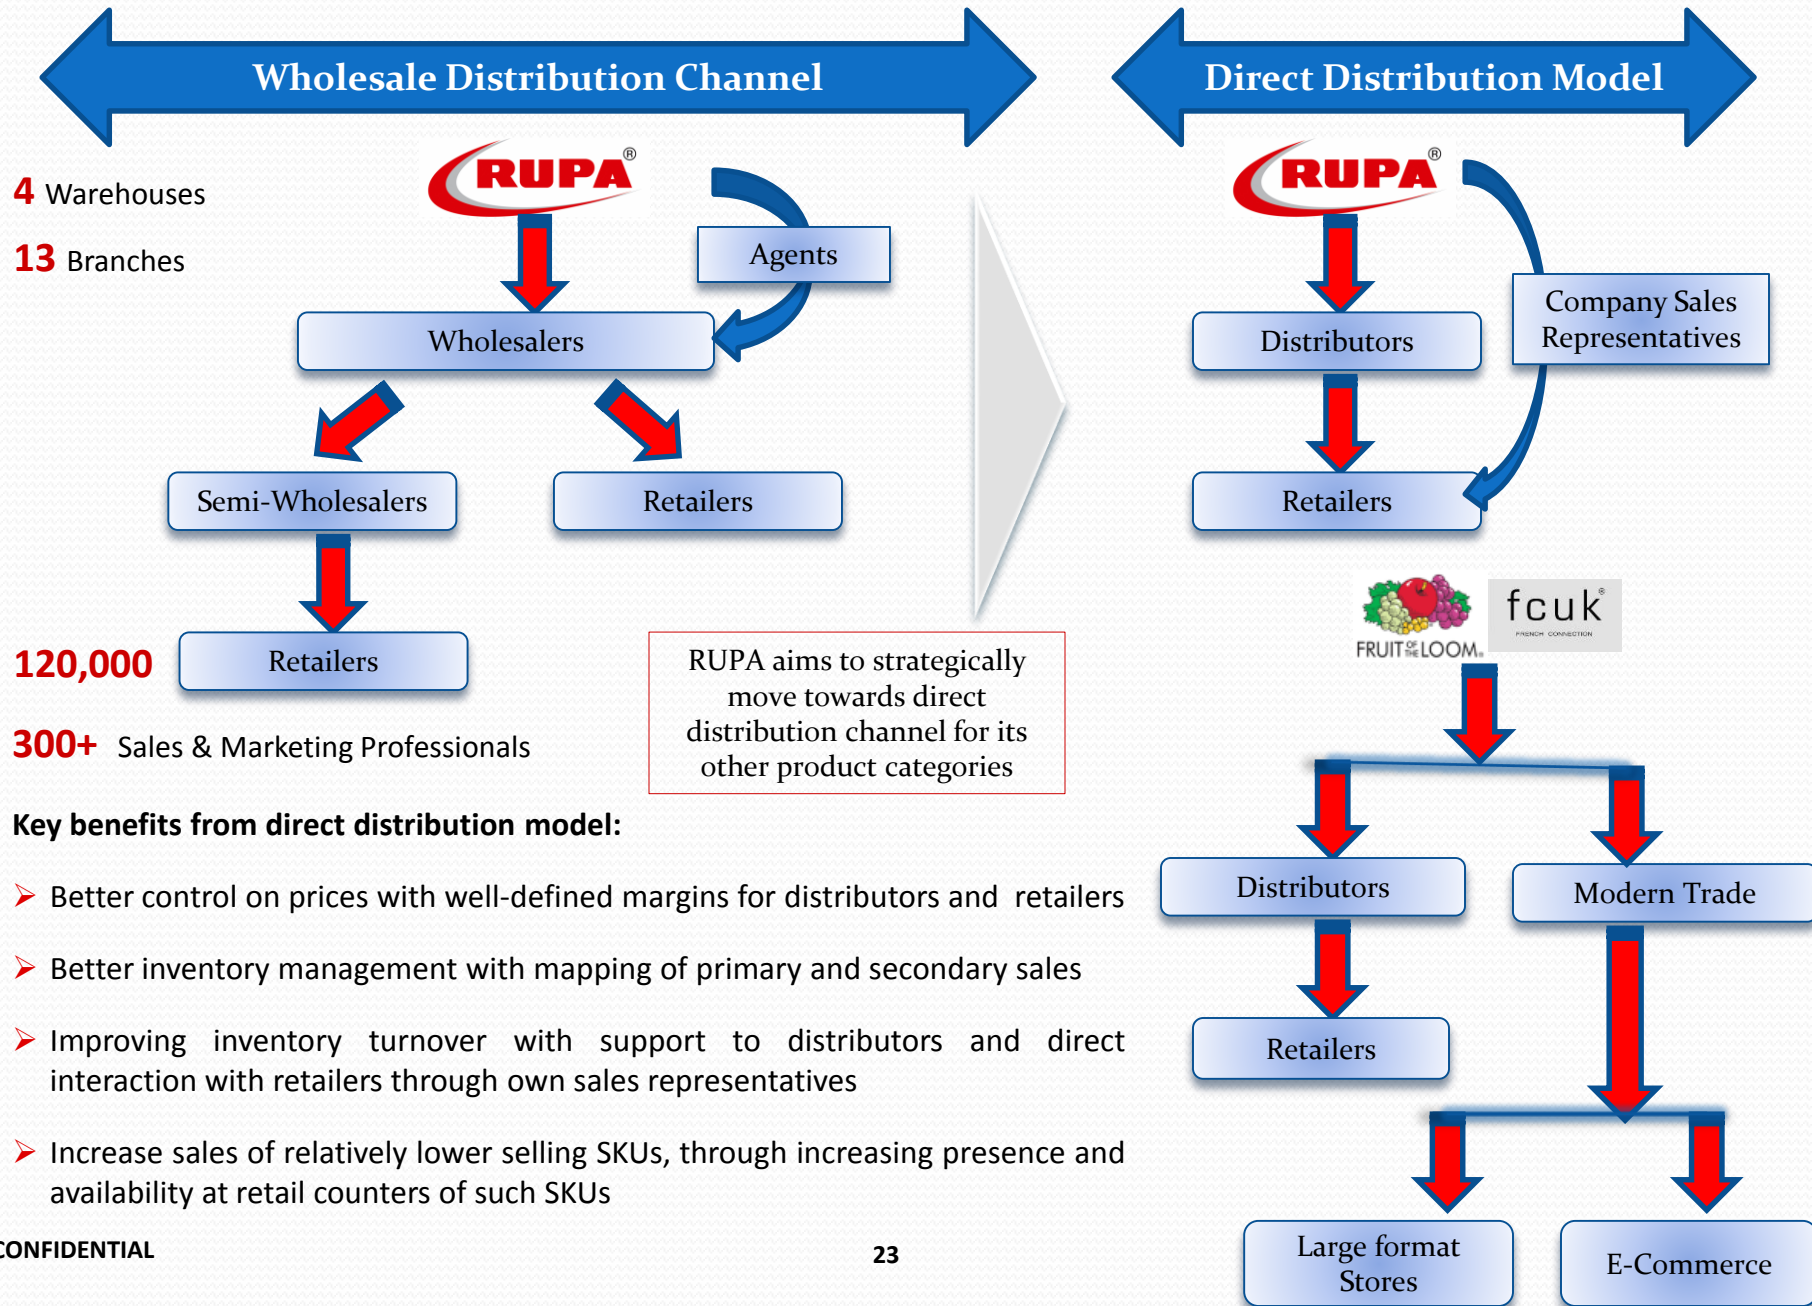 Wholesale Distribution Channel
Direct Distribution Model
RUPA®
4 Warehouses
13 Branches
Agents
Wholesalers
Semi-Wholesalers
Retailers
Retailers
120,000
300+ Sales & Marketing Professionals
RUPA aims to strategically
move towards direct
distribution channel for its
other product categories
RUPA®
Company Sales
Representatives
Distributors
Retailers
FRUIT OF THE LOOM®
fcuk®
FRENCH CONNECTION
Distributors
Modern Trade
Retailers
Large format
Stores
E-Commerce
Key benefits from direct distribution model:
➢ Better control on prices with well-defined margins for distributors and retailers
➢ Better inventory management with mapping of primary and secondary sales
➢ Improving inventory turnover with support to distributors and direct
interaction with retailers through own sales representatives
➢ Increase sales of relatively lower selling SKUs, through increasing presence and
availability at retail counters of such SKUs
CONFIDENTIAL
23